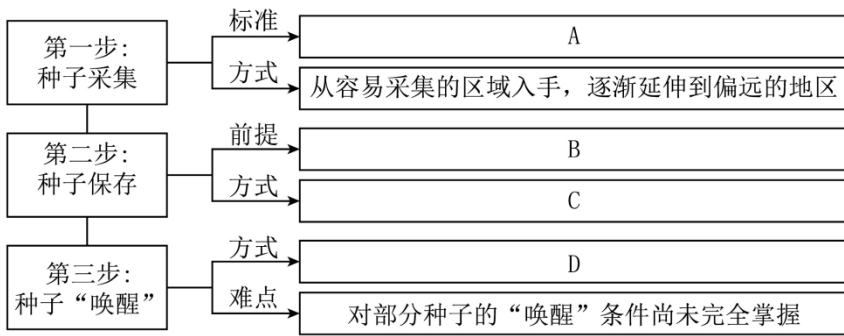 第一步:
种子采集
标准
A
方式
从容易采集的区域入手，逐渐延伸到偏远的地区
第二步:
种子保存
前提
B
方式
C
第三步:
种子“唤醒”
方式
D
难点
对部分种子的“唤醒”条件尚未完全掌握